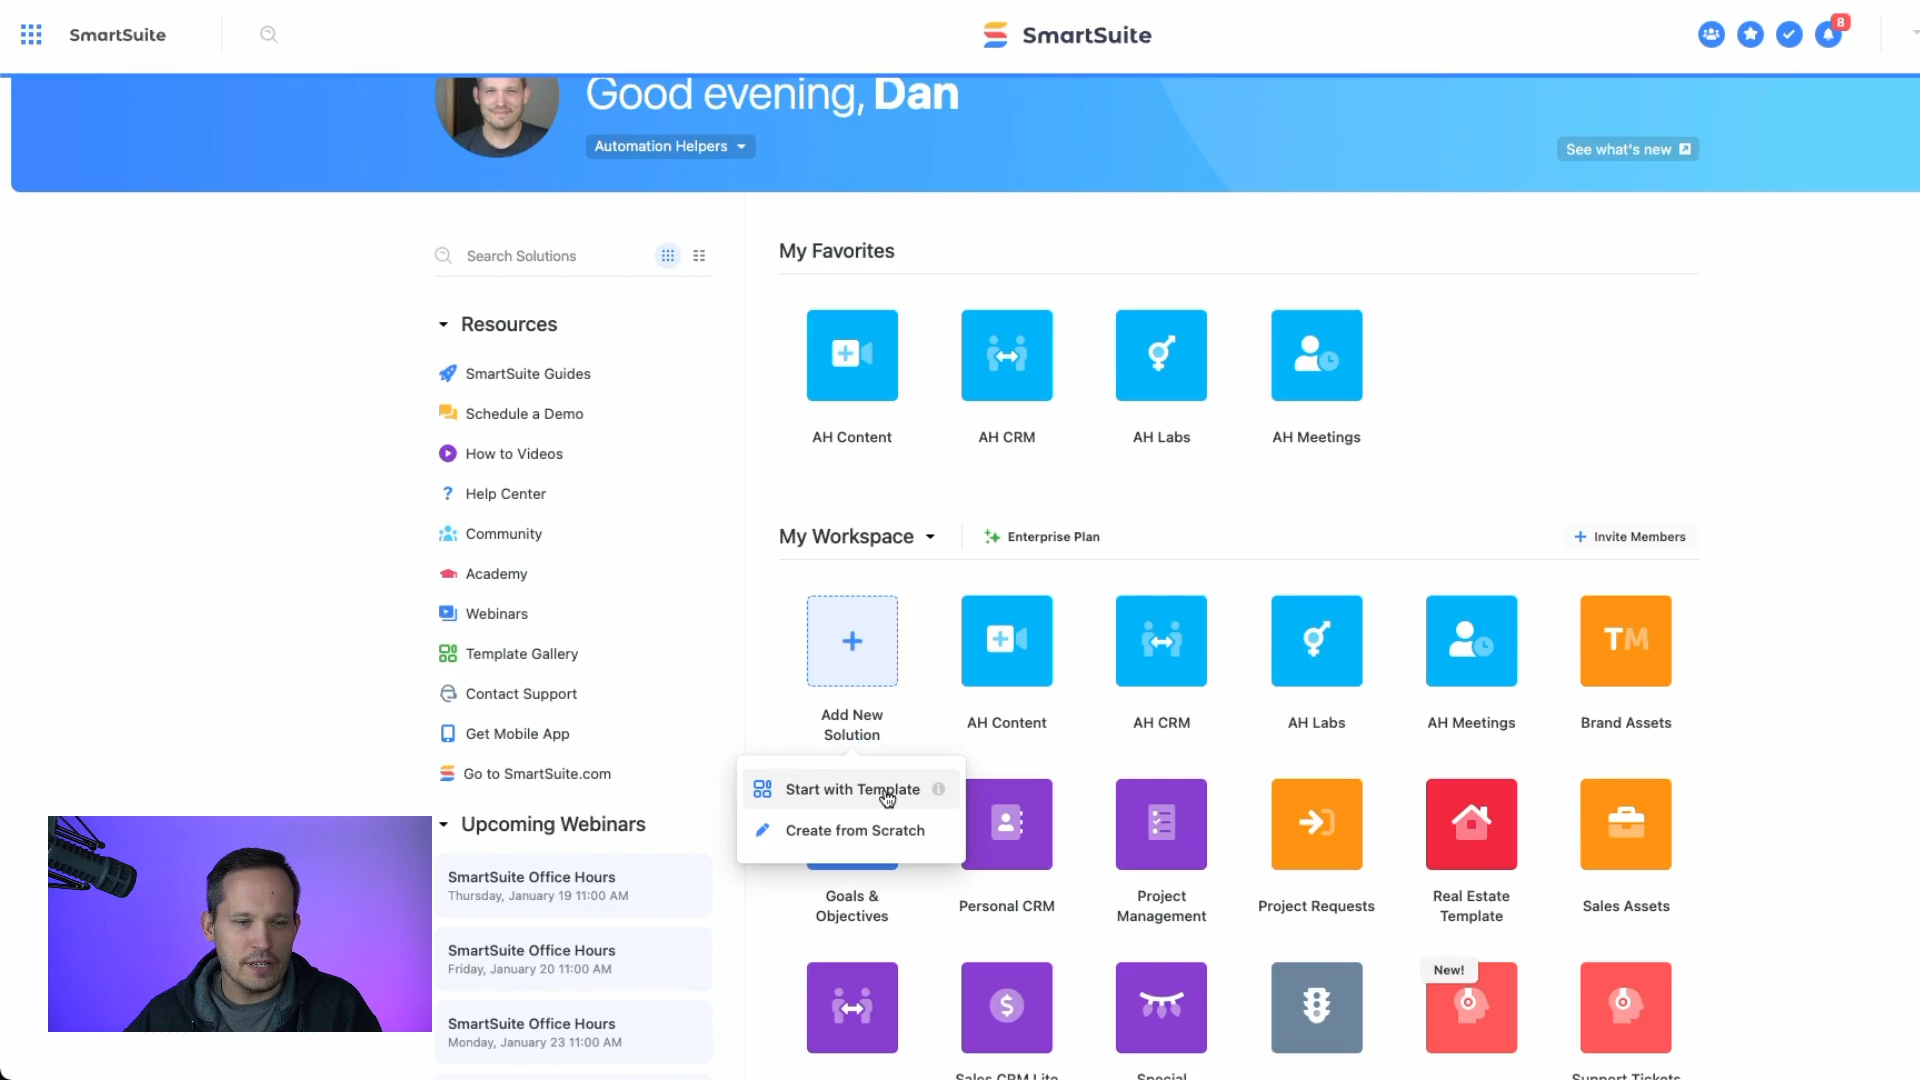 SmartSuite
SmartSuite
8
Good evening, Dan
Automation Helpers
See what's new
Search Solutions
Resources
SmartSuite Guides
Schedule a Demo
How to Videos
Help Center
Community
Academy
Webinars
Template Gallery
Contact Support
Get Mobile App
Go to SmartSuite.com
Upcoming Webinars
SmartSuite Office Hours
Thursday, January 19 11:00 AM
SmartSuite Office Hours
Friday, January 20 11:00 AM
SmartSuite Office Hours
Monday, January 23 11:00 AM
My Favorites
AH Content
AH CRM
AH Labs
AH Meetings
My Workspace
Enterprise Plan
Invite Members
TM
Add New
Solution
AH Content
AH CRM
AH Labs
AH Meetings
Brand Assets
Start with Template
Create from Scratch
Goals &
Objectives
Personal CRM
Project
Management
Project Requests
Real Estate
Template
Sales Assets
New!
Sales CRM Lite
Special
Support Tickets